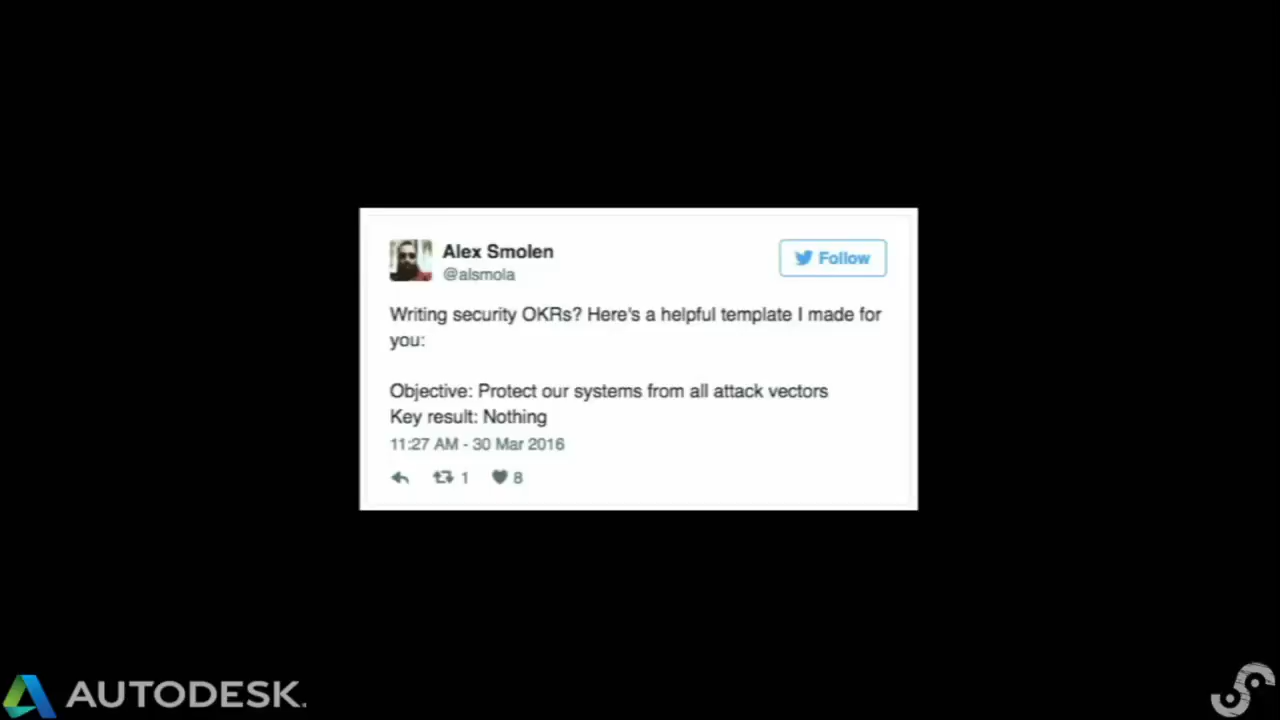 Alex Smolen
@alsmola
Follow
Writing security OKRs? Here's a helpful template I made for
you:
Objective: Protect our systems from all attack vectors
Key result: Nothing
11:27 AM - 30 Mar 2016
1 8
AUTODESK.